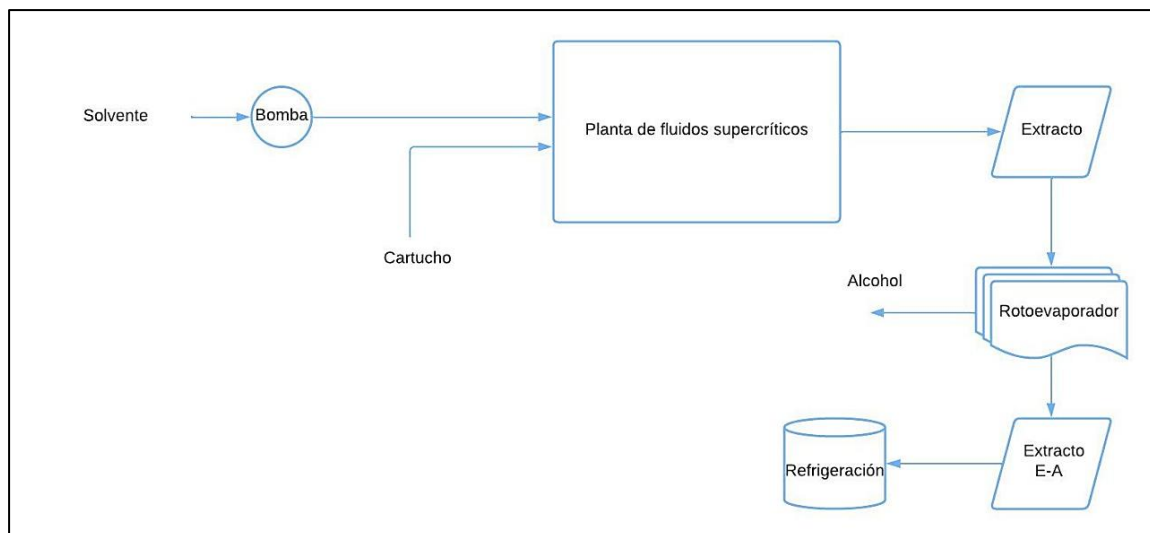 Solvente
Bomba
Planta de fluidos supercríticos
Extracto
Cartucho
Alcohol
Rotoevaporador
Refrigeración
Extracto
E-A